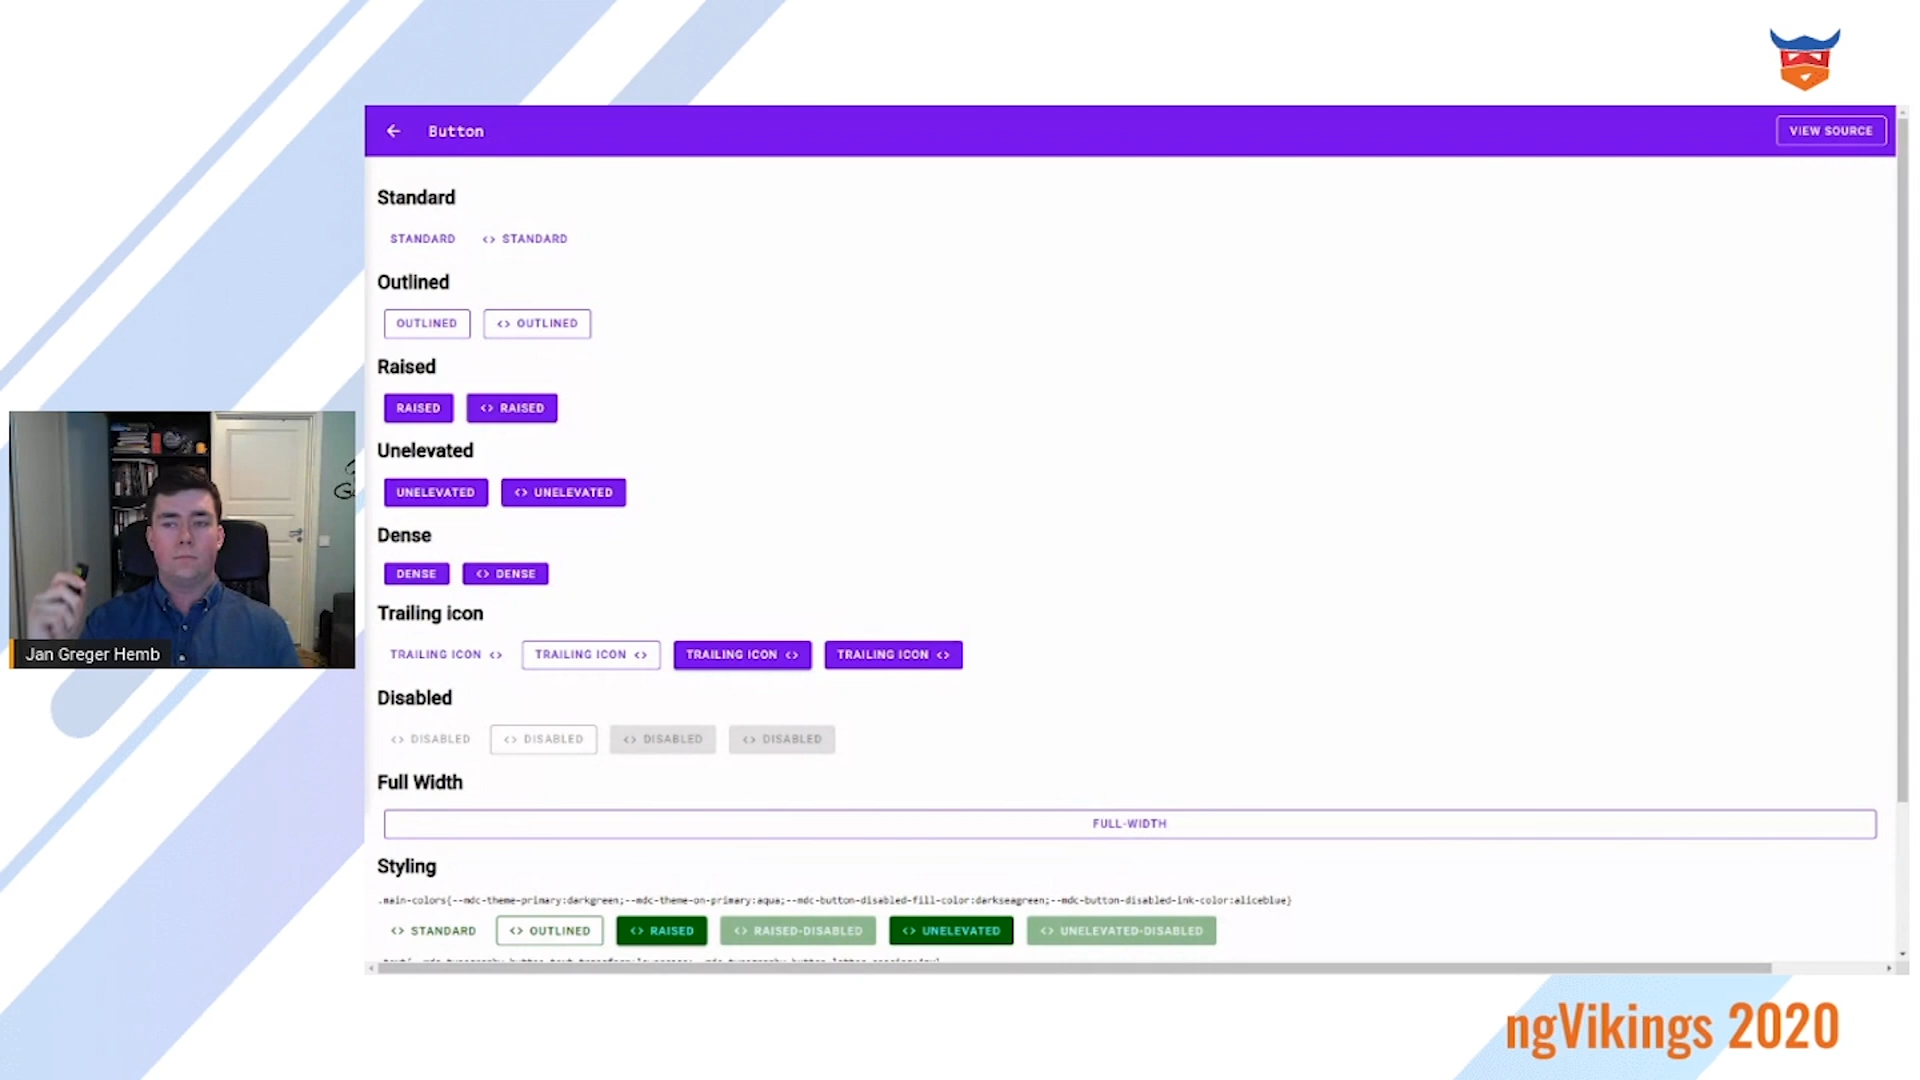 Button
VIEW SOURCE
Standard
STANDARD <> STANDARD
Outlined
OUTLINED <> OUTLINED
Raised
RAISED <> RAISED
Unelevated
UNELEVATED <> UNELEVATED
Dense
DENSE <> DENSE
Trailing icon
TRAILING ICON <> TRAILING ICON <> TRAILING ICON <> TRAILING ICON <>
Disabled
<> DISABLED <> DISABLED <> DISABLED <> DISABLED
Full Width
FULL-WIDTH
Styling
.main-colors{--mdc-theme-primary:darkgreen;--mdc-theme-on-primary:aqua;--mdc-button-disabled-fill-color:darkseagreen;--mdc-button-disabled-ink-color:aliceblue}
<> STANDARD <> OUTLINED <> RAISED <> RAISED-DISABLED <> UNELEVATED <> UNELEVATED-DISABLED
Jan Greger Hemb
ngVikings 2020